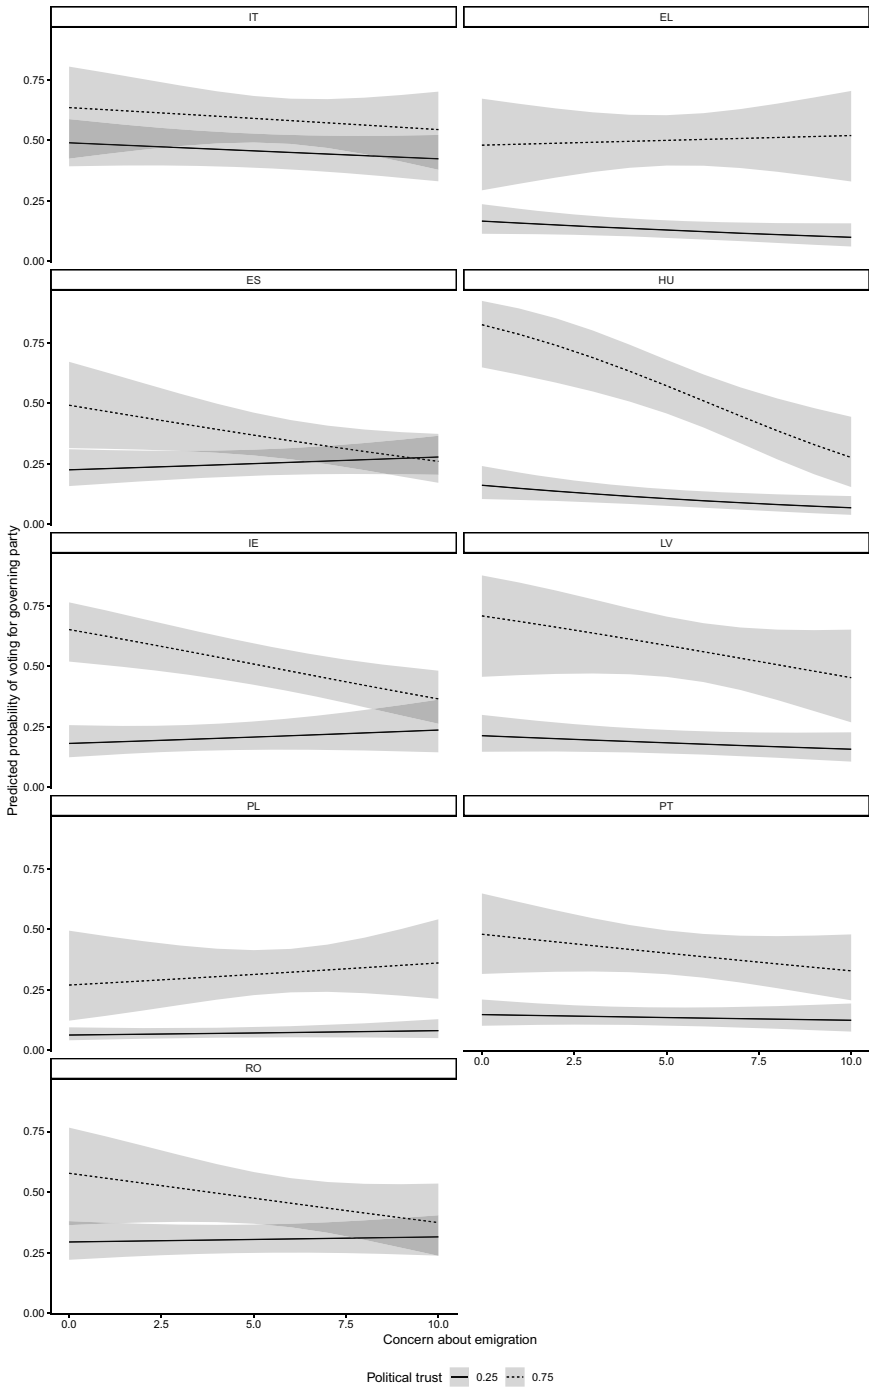 IT
EL
0.75
0.50
0.25
0.00
ES
HU
0.75
0.50
0.25
0.00
IE
LV
0.75
0.50
0.25
0.00
PL
PT
0.75
0.50
0.25
0.00
0.0 2.5 5.0 7.5 10.0
RO
0.75
0.50
0.25
0.00
0.0 2.5 5.0 7.5 10.0
Predicted probability of voting for governing party
Concern about emigration
Political trust 0.25 0.75